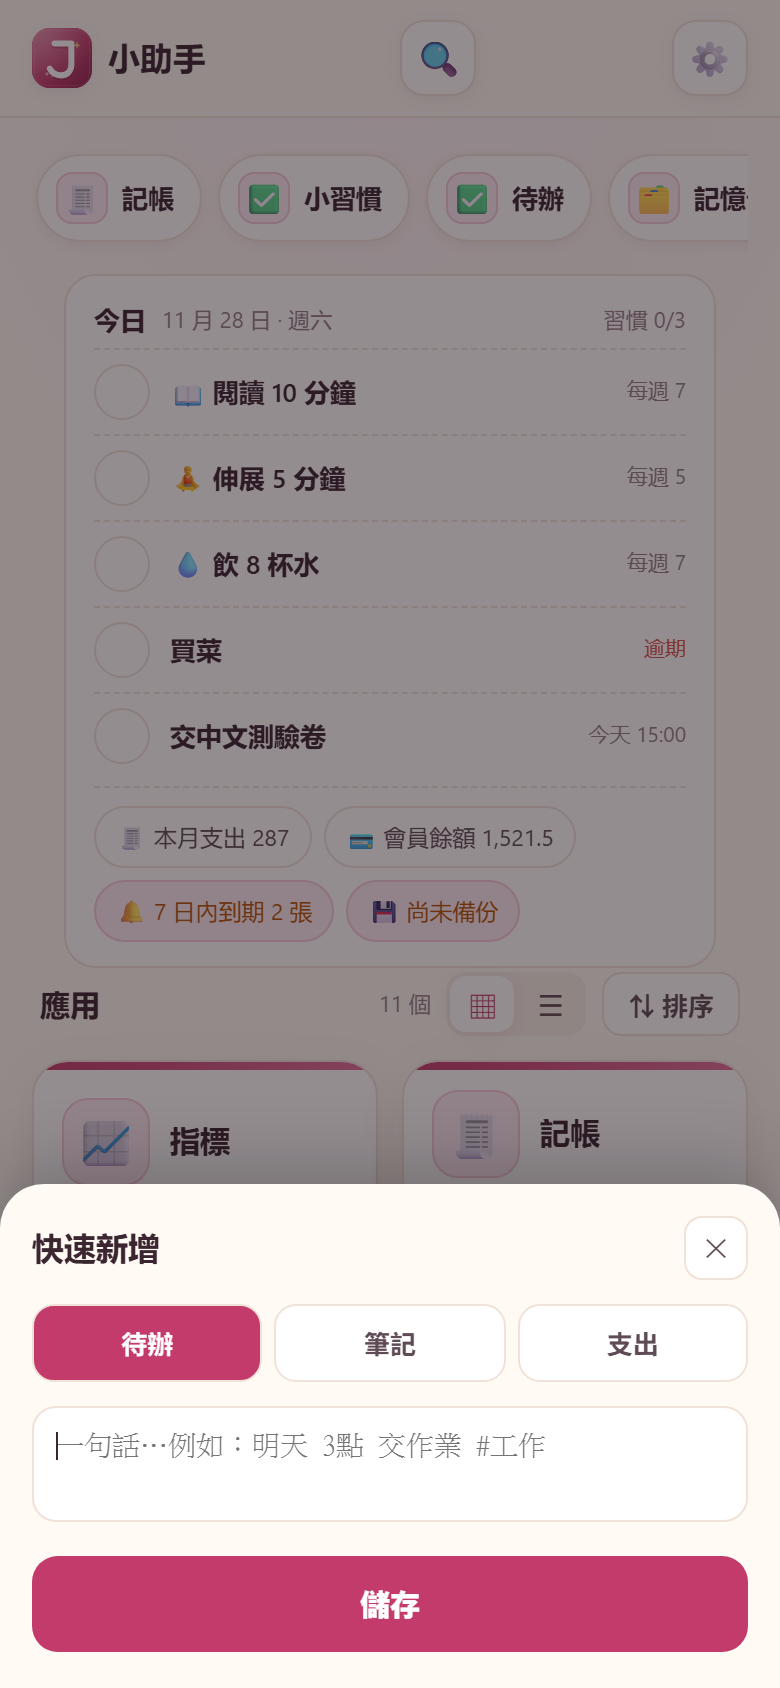 J 小助手
記帳 小習慣 待辦 記憶
今日 11 月 28 日 · 週六 習慣 0/3
閱讀 10 分鐘 每週 7
伸展 5 分鐘 每週 5
飲 8 杯水 每週 7
買菜 逾期
交中文測驗卷 今天 15:00
本月支出 287 會員餘額 1,521.5
7 日內到期 2 張 尚未備份
應用 11 個 排序
指標 記帳
快速新增
待辦 筆記 支出
一句話…例如：明天 3點 交作業 #工作
儲存